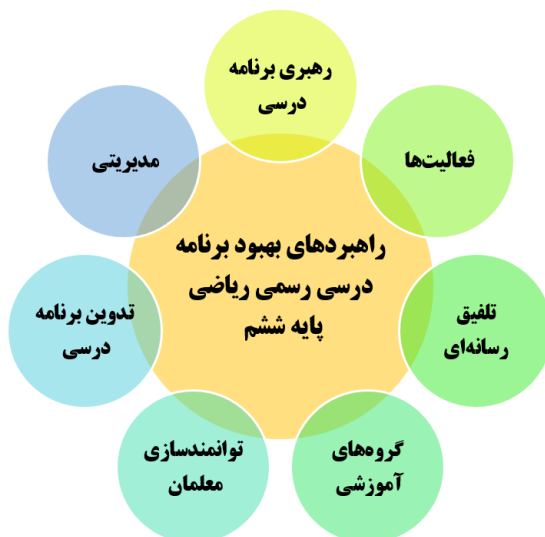 رهبری برنامه
درسی
فعالیت‌ها
تلفیق
رسانه‌ای
گروه‌های
آموزشی
توانمندسازی
معلمان
تدوین برنامه
درسی
مدیریتی
راهبردهای بهبود برنامه
درسی رسمی ریاضی
پایه ششم